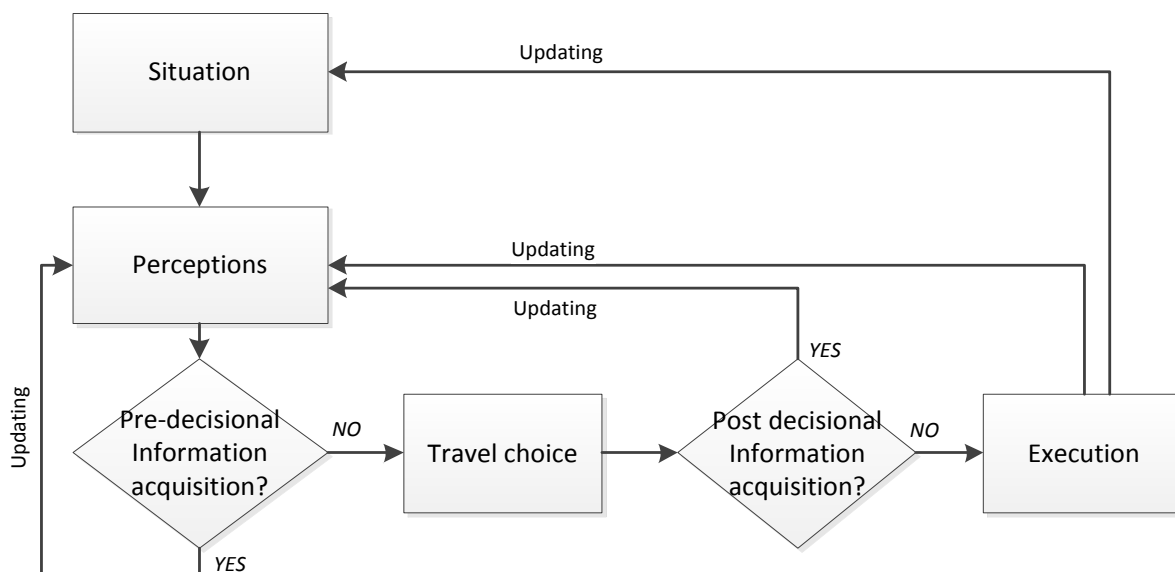 Updating
Situation
Updating
Perceptions
Updating
YES
Updating
Pre-decisional
Information
acquisition?
NO
Travel choice
Post decisional
Information
acquisition?
NO
Execution
YES